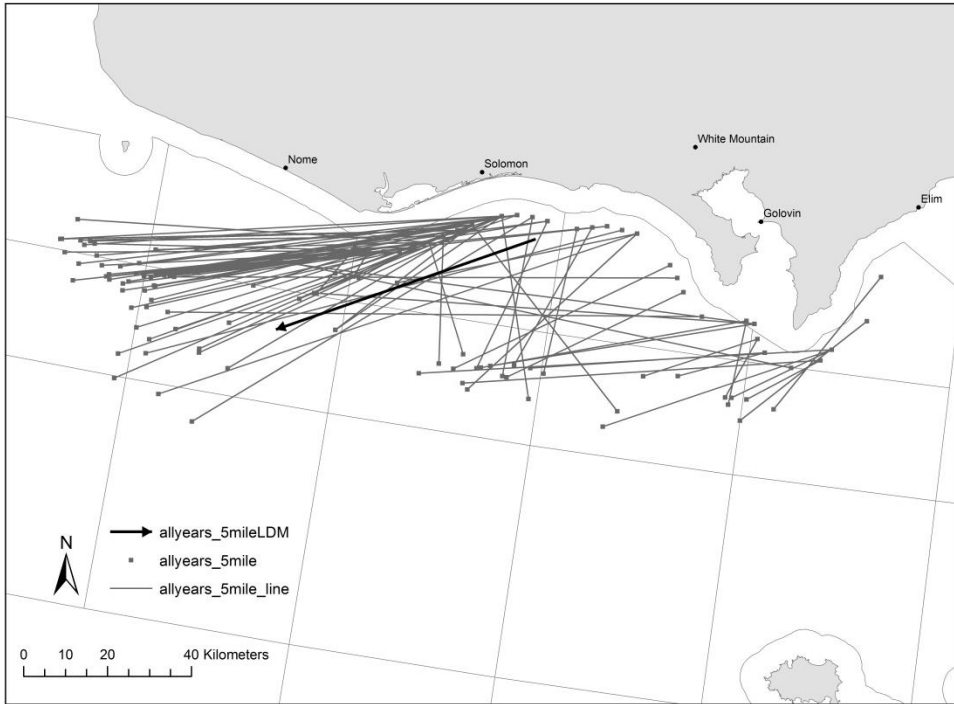 White Mountain
Nome
Solomon
Elim
Golovin
allyears_5mileLDM
allyears_5mile
allyears_5mile_line
N
0 10 20 40 Kilometers